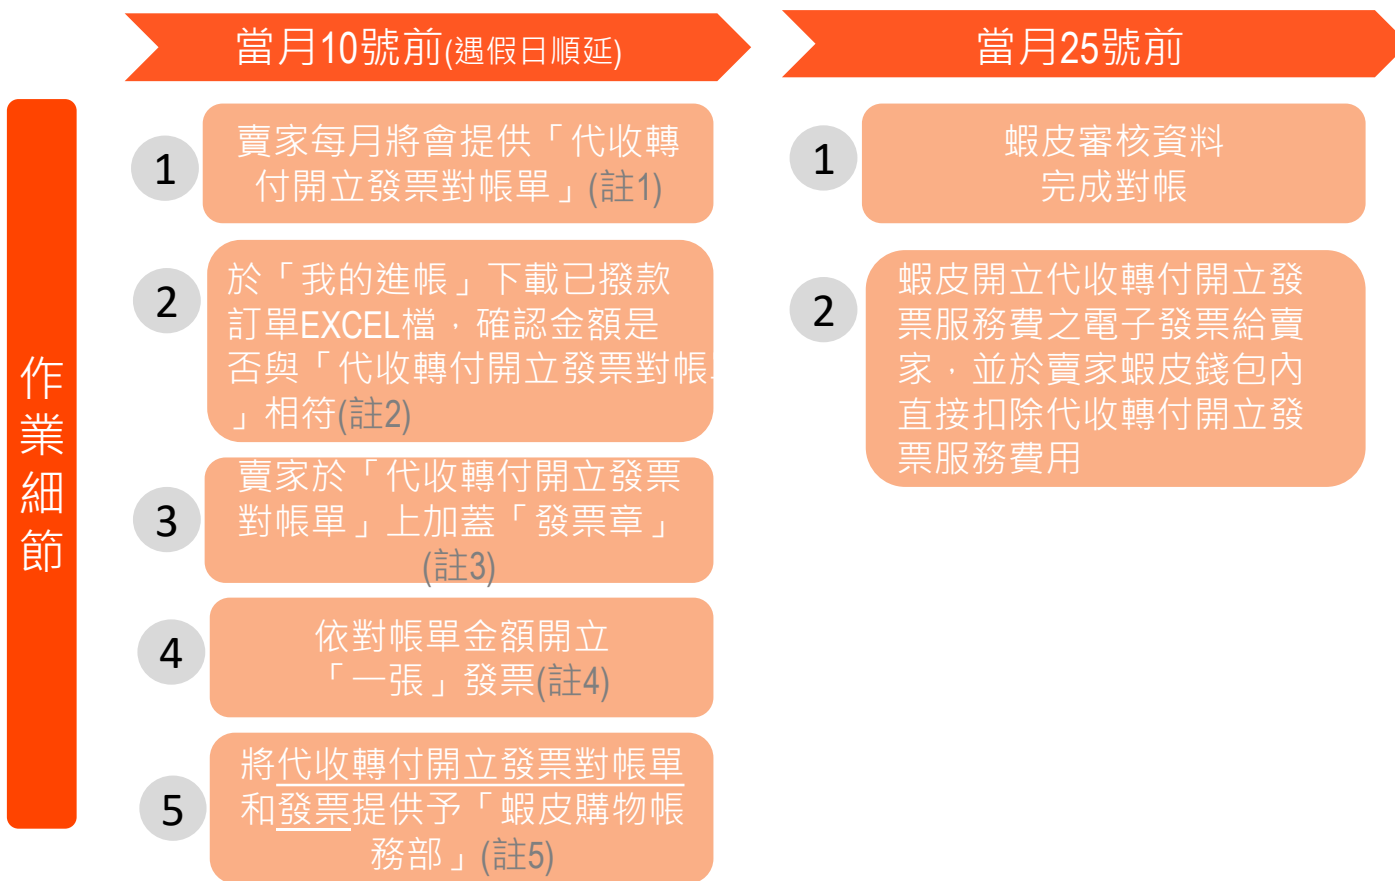 當月10號前(遇假日順延)
當月25號前
作業細節
1
賣家每月將會提供「代收轉
付開立發票對帳單」(註1)
2
於「我的進帳」下載已撥款
訂單EXCEL檔，確認金額是
否與「代收轉付開立發票對帳
」相符(註2)
3
賣家於「代收轉付開立發票
對帳單」上加蓋「發票章」
(註3)
4
依對帳單金額開立
「一張」發票(註4)
5
將代收轉付開立發票對帳單
和發票提供予「蝦皮購物帳
務部」(註5)
1
蝦皮審核資料
完成對帳
2
蝦皮開立代收轉付開立發
票服務費之電子發票給賣
家，並於賣家蝦皮錢包內
直接扣除代收轉付開立發
票服務費用